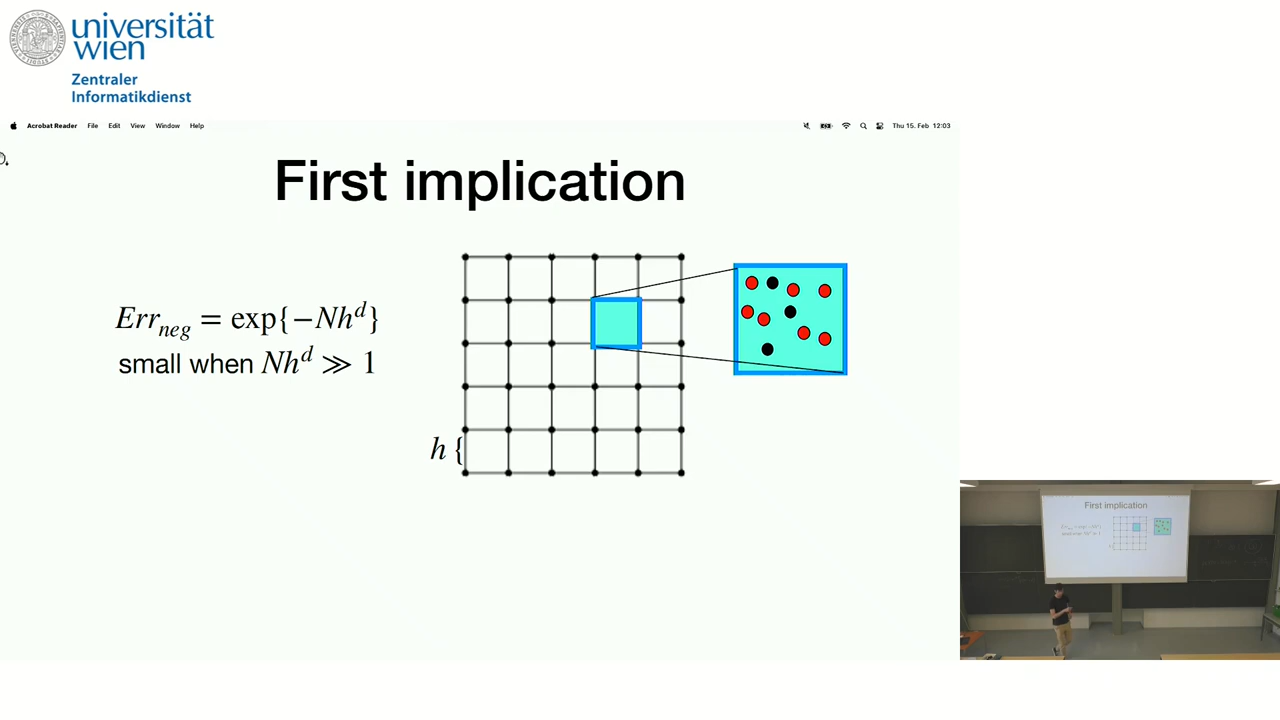 universität
wien
Zentraler
Informatikdienst
Acrobat Reader File Edit View Window Help
Thu 15. Feb 12:03
First implication
Err_neg = exp{−Nh^d}
small when Nh^d ≫ 1
h {
First implication